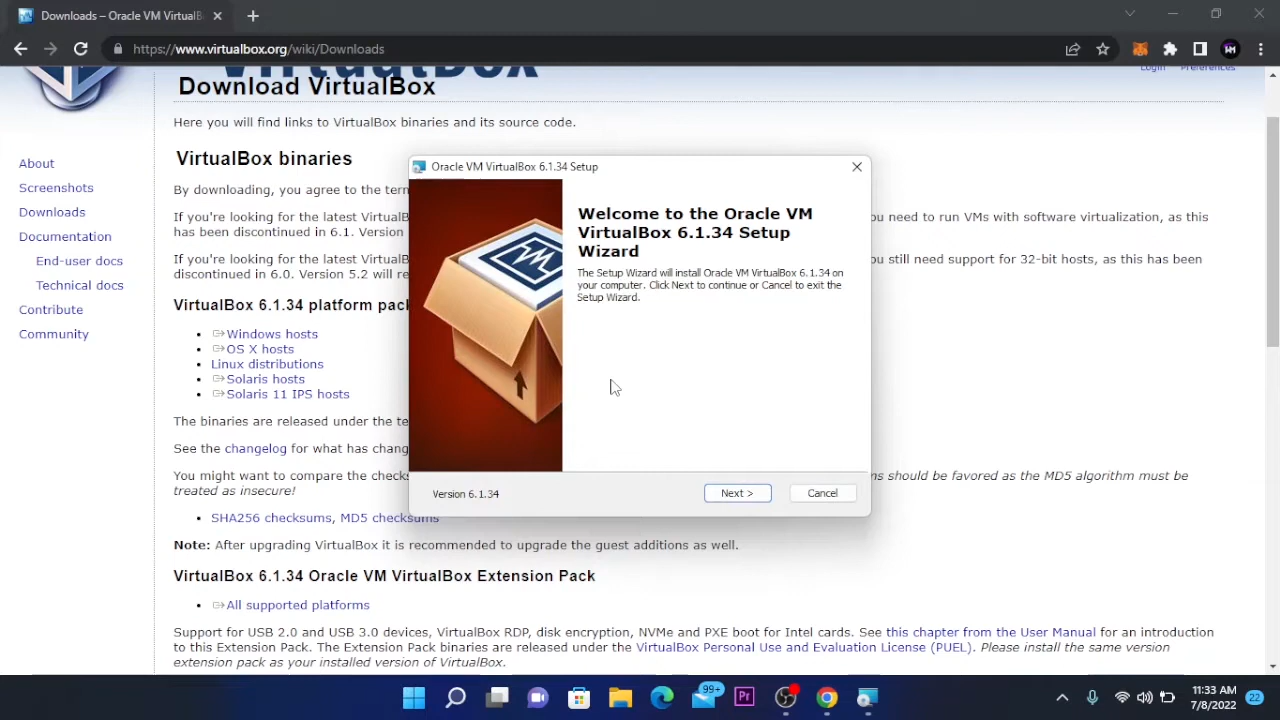 Downloads – Oracle VM VirtualB
https://www.virtualbox.org/wiki/Downloads
VirtualBox
Login Preferences
Download VirtualBox
Here you will find links to VirtualBox binaries and its source code.
About
Screenshots
Downloads
Documentation
End-user docs
Technical docs
Contribute
Community
VirtualBox binaries
By downloading, you agree to the
If you're looking for the latest VirtualB
ou need to run VMs with software virtualization, as this
has been discontinued in 6.1. Version
If you're looking for the latest VirtualB
ou still need support for 32-bit hosts, as this has been
discontinued in 6.0. Version 5.2 will re
VirtualBox 6.1.34 platform pac
Windows hosts
OS X hosts
Linux distributions
Solaris hosts
Solaris 11 IPS hosts
The binaries are released under the te
See the changelog for what has chang
You might want to compare the checks
ns should be favored as the MD5 algorithm must be
treated as insecure!
SHA256 checksums, MD5 checksums
Note: After upgrading VirtualBox it is recommended to upgrade the guest additions as well.
VirtualBox 6.1.34 Oracle VM VirtualBox Extension Pack
All supported platforms
Support for USB 2.0 and USB 3.0 devices, VirtualBox RDP, disk encryption, NVMe and PXE boot for Intel cards. See this chapter from the User Manual for an introduction
to this Extension Pack. The Extension Pack binaries are released under the VirtualBox Personal Use and Evaluation License (PUEL). Please install the same version
extension pack as your installed version of VirtualBox.
Oracle VM VirtualBox 6.1.34 Setup
Welcome to the Oracle VM
VirtualBox 6.1.34 Setup
Wizard
The Setup Wizard will install Oracle VM VirtualBox 6.1.34 on
your computer. Click Next to continue or Cancel to exit the
Setup Wizard.
Version 6.1.34
Next >
Cancel
99+
Pr
11:33 AM
7/8/2022
22